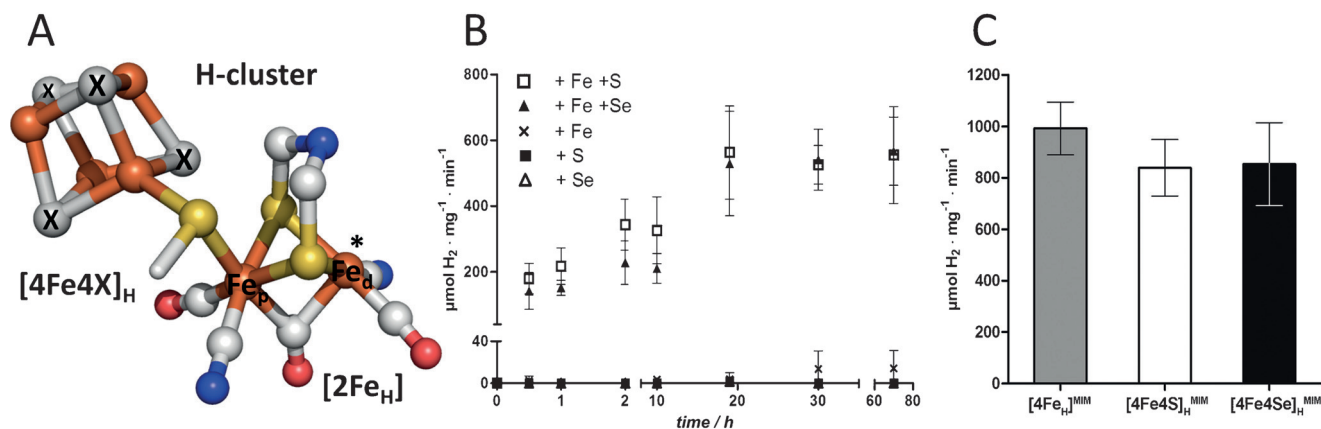 A
H-cluster
X
X
X
X
[4Fe4X]H
Fep
Fed
*
[2FeH]
B
µmol H2 · mg-1 · min-1
800
600
400
200
40
0
+ Fe +S
+ Fe +Se
+ Fe
+ S
+ Se
0
1
2
10
20
30
60
70
80
time / h
C
µmol H2 · mg-1 · min-1
1200
1000
800
600
400
200
0
[4FeH]MIM
[4Fe4S]HMIM
[4Fe4Se]HMIM